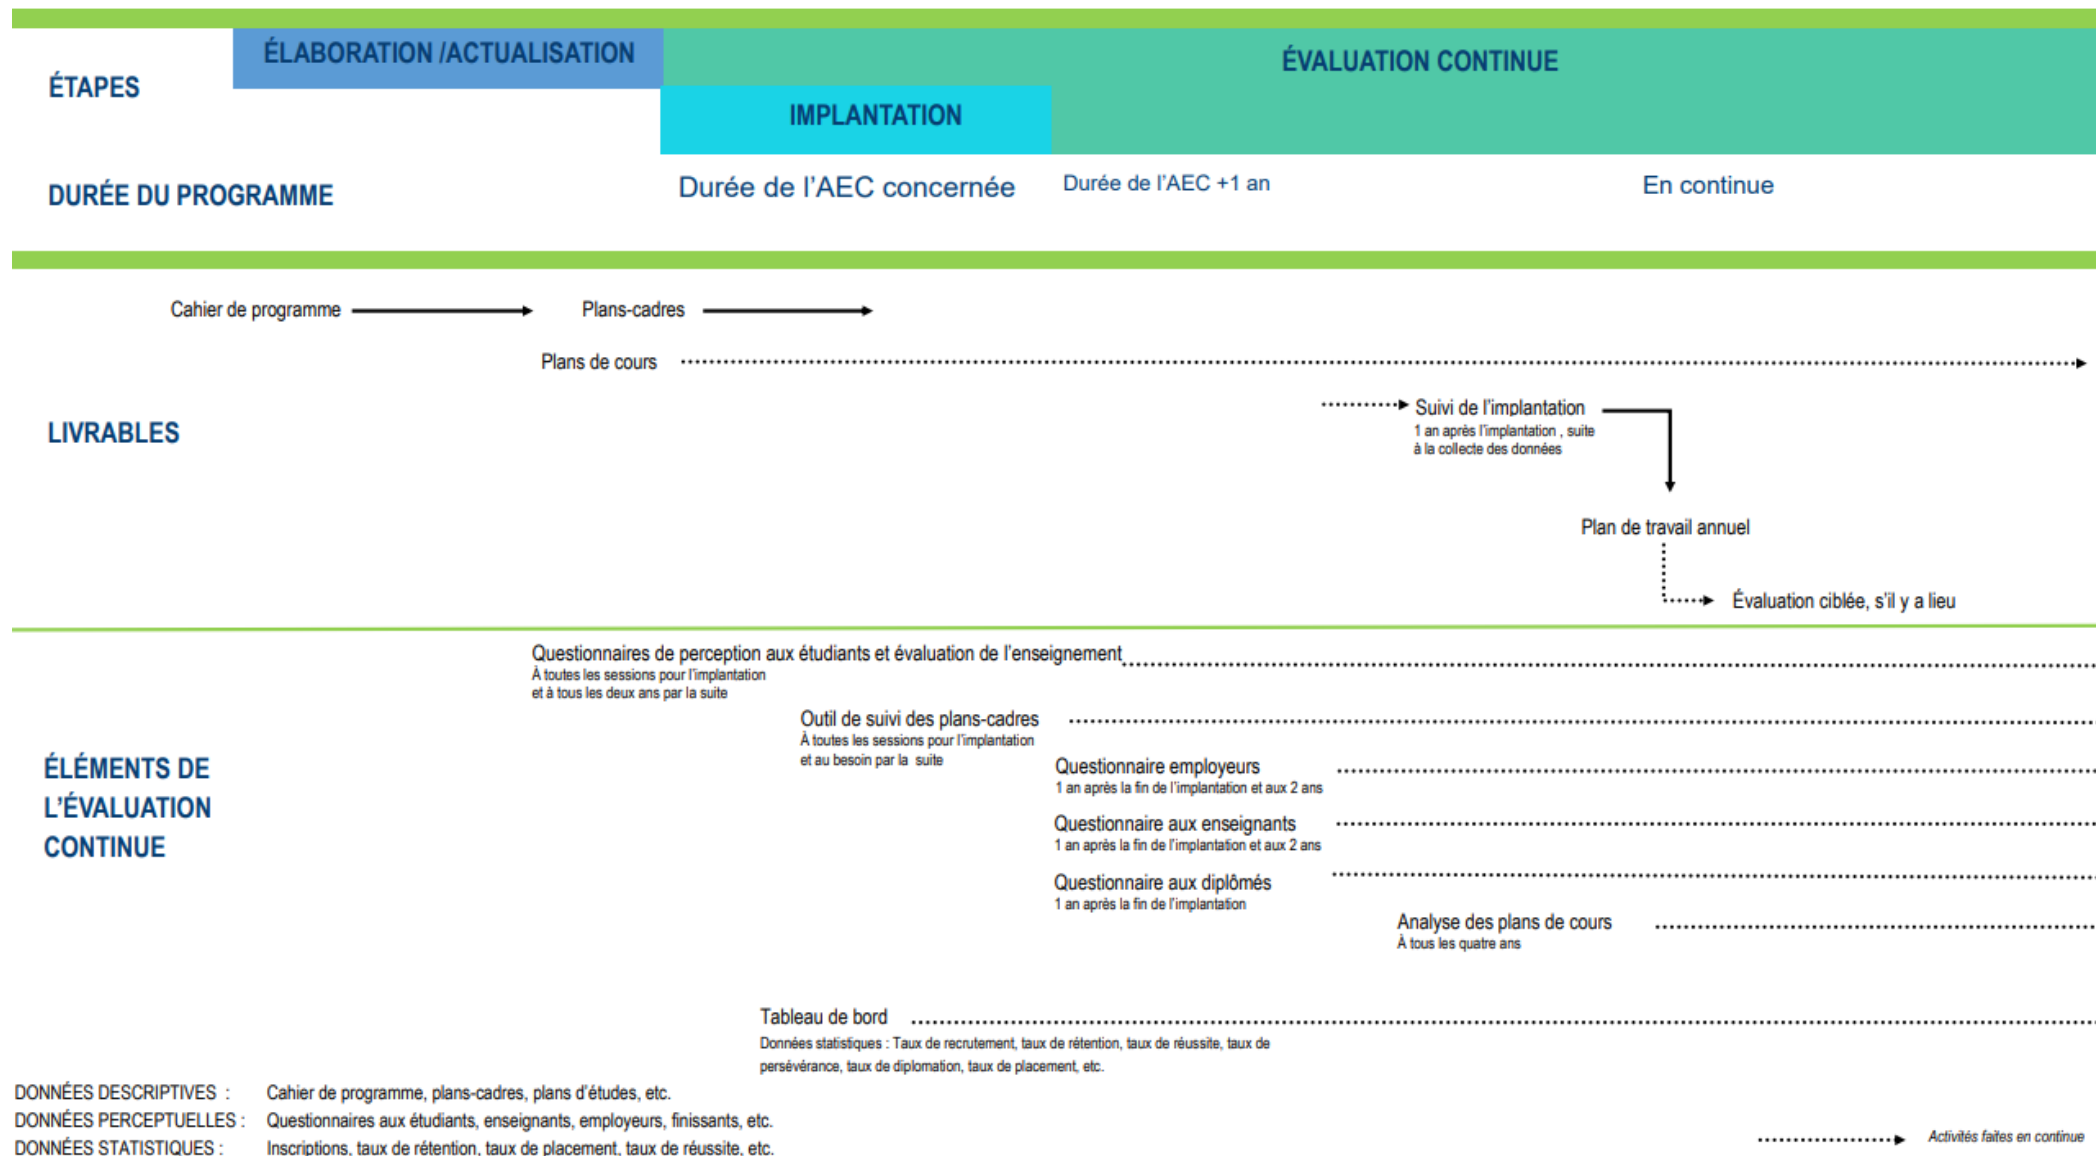 ÉLABORATION /ACTUALISATION
ÉVALUATION CONTINUE
ÉTAPES
IMPLANTATION
DURÉE DU PROGRAMME
Durée de l'AEC concernée
Durée de l'AEC +1 an
En continue
Cahier de programme
Plans-cadres
Plans de cours
LIVRABLES
Suivi de l'implantation
1 an après l'implantation , suite
à la collecte des données
Plan de travail annuel
Évaluation ciblée, s'il y a lieu
Questionnaires de perception aux étudiants et évaluation de l'enseignement
À toutes les sessions pour l'implantation
et à tous les deux ans par la suite
Outil de suivi des plans-cadres
À toutes les sessions pour l'implantation
et au besoin par la suite
ÉLÉMENTS DE
L'ÉVALUATION
CONTINUE
Questionnaire employeurs
1 an après la fin de l'implantation et aux 2 ans
Questionnaire aux enseignants
1 an après la fin de l'implantation et aux 2 ans
Questionnaire aux diplômés
1 an après la fin de l'implantation
Analyse des plans de cours
À tous les quatre ans
Tableau de bord
Données statistiques : Taux de recrutement, taux de rétention, taux de réussite, taux de
persévérance, taux de diplomation, taux de placement, etc.
DONNÉES DESCRIPTIVES : Cahier de programme, plans-cadres, plans d'études, etc.
DONNÉES PERCEPTUELLES : Questionnaires aux étudiants, enseignants, employeurs, finissants, etc.
DONNÉES STATISTIQUES : Inscriptions, taux de rétention, taux de placement, taux de réussite, etc.
Activités faites en continue